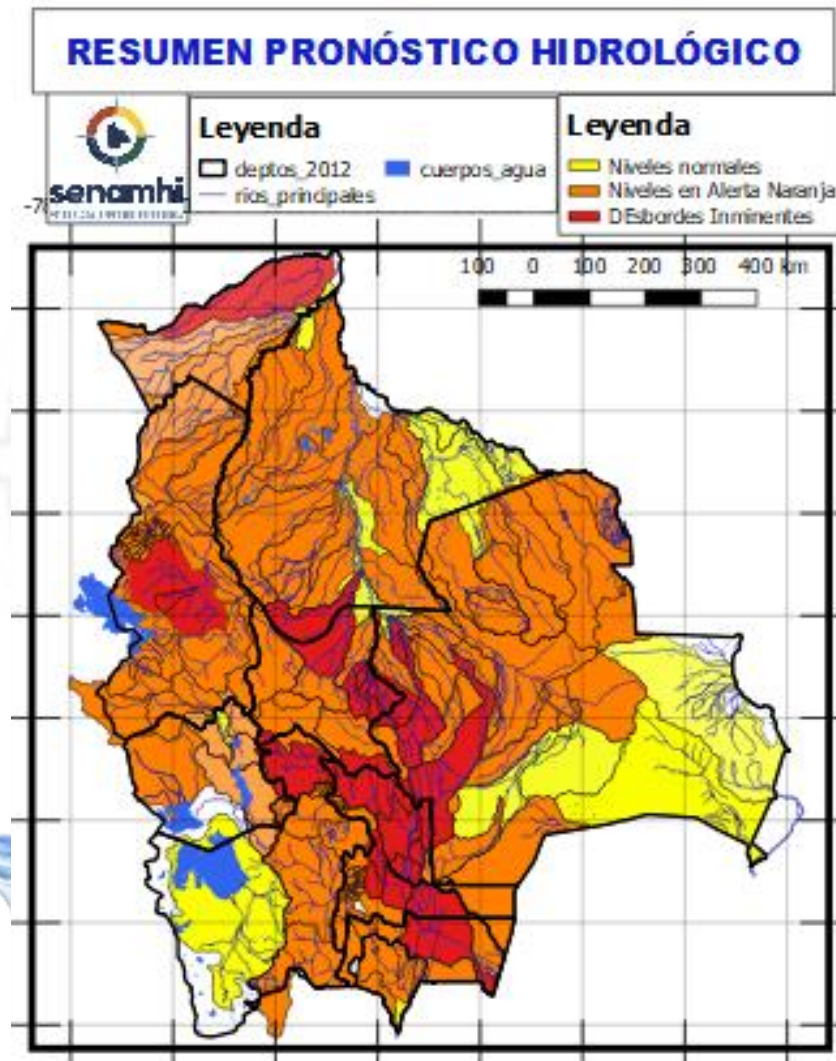 RESUMEN PRONÓSTICO HIDROLÓGICO
senamhi
Leyenda
deptos_2012
cuerpos_agua
rios_principales
Leyenda
Niveles normales
Niveles en Alerta Naranja
DEsbordes Inminentes
100 0 100 200 300 400 km